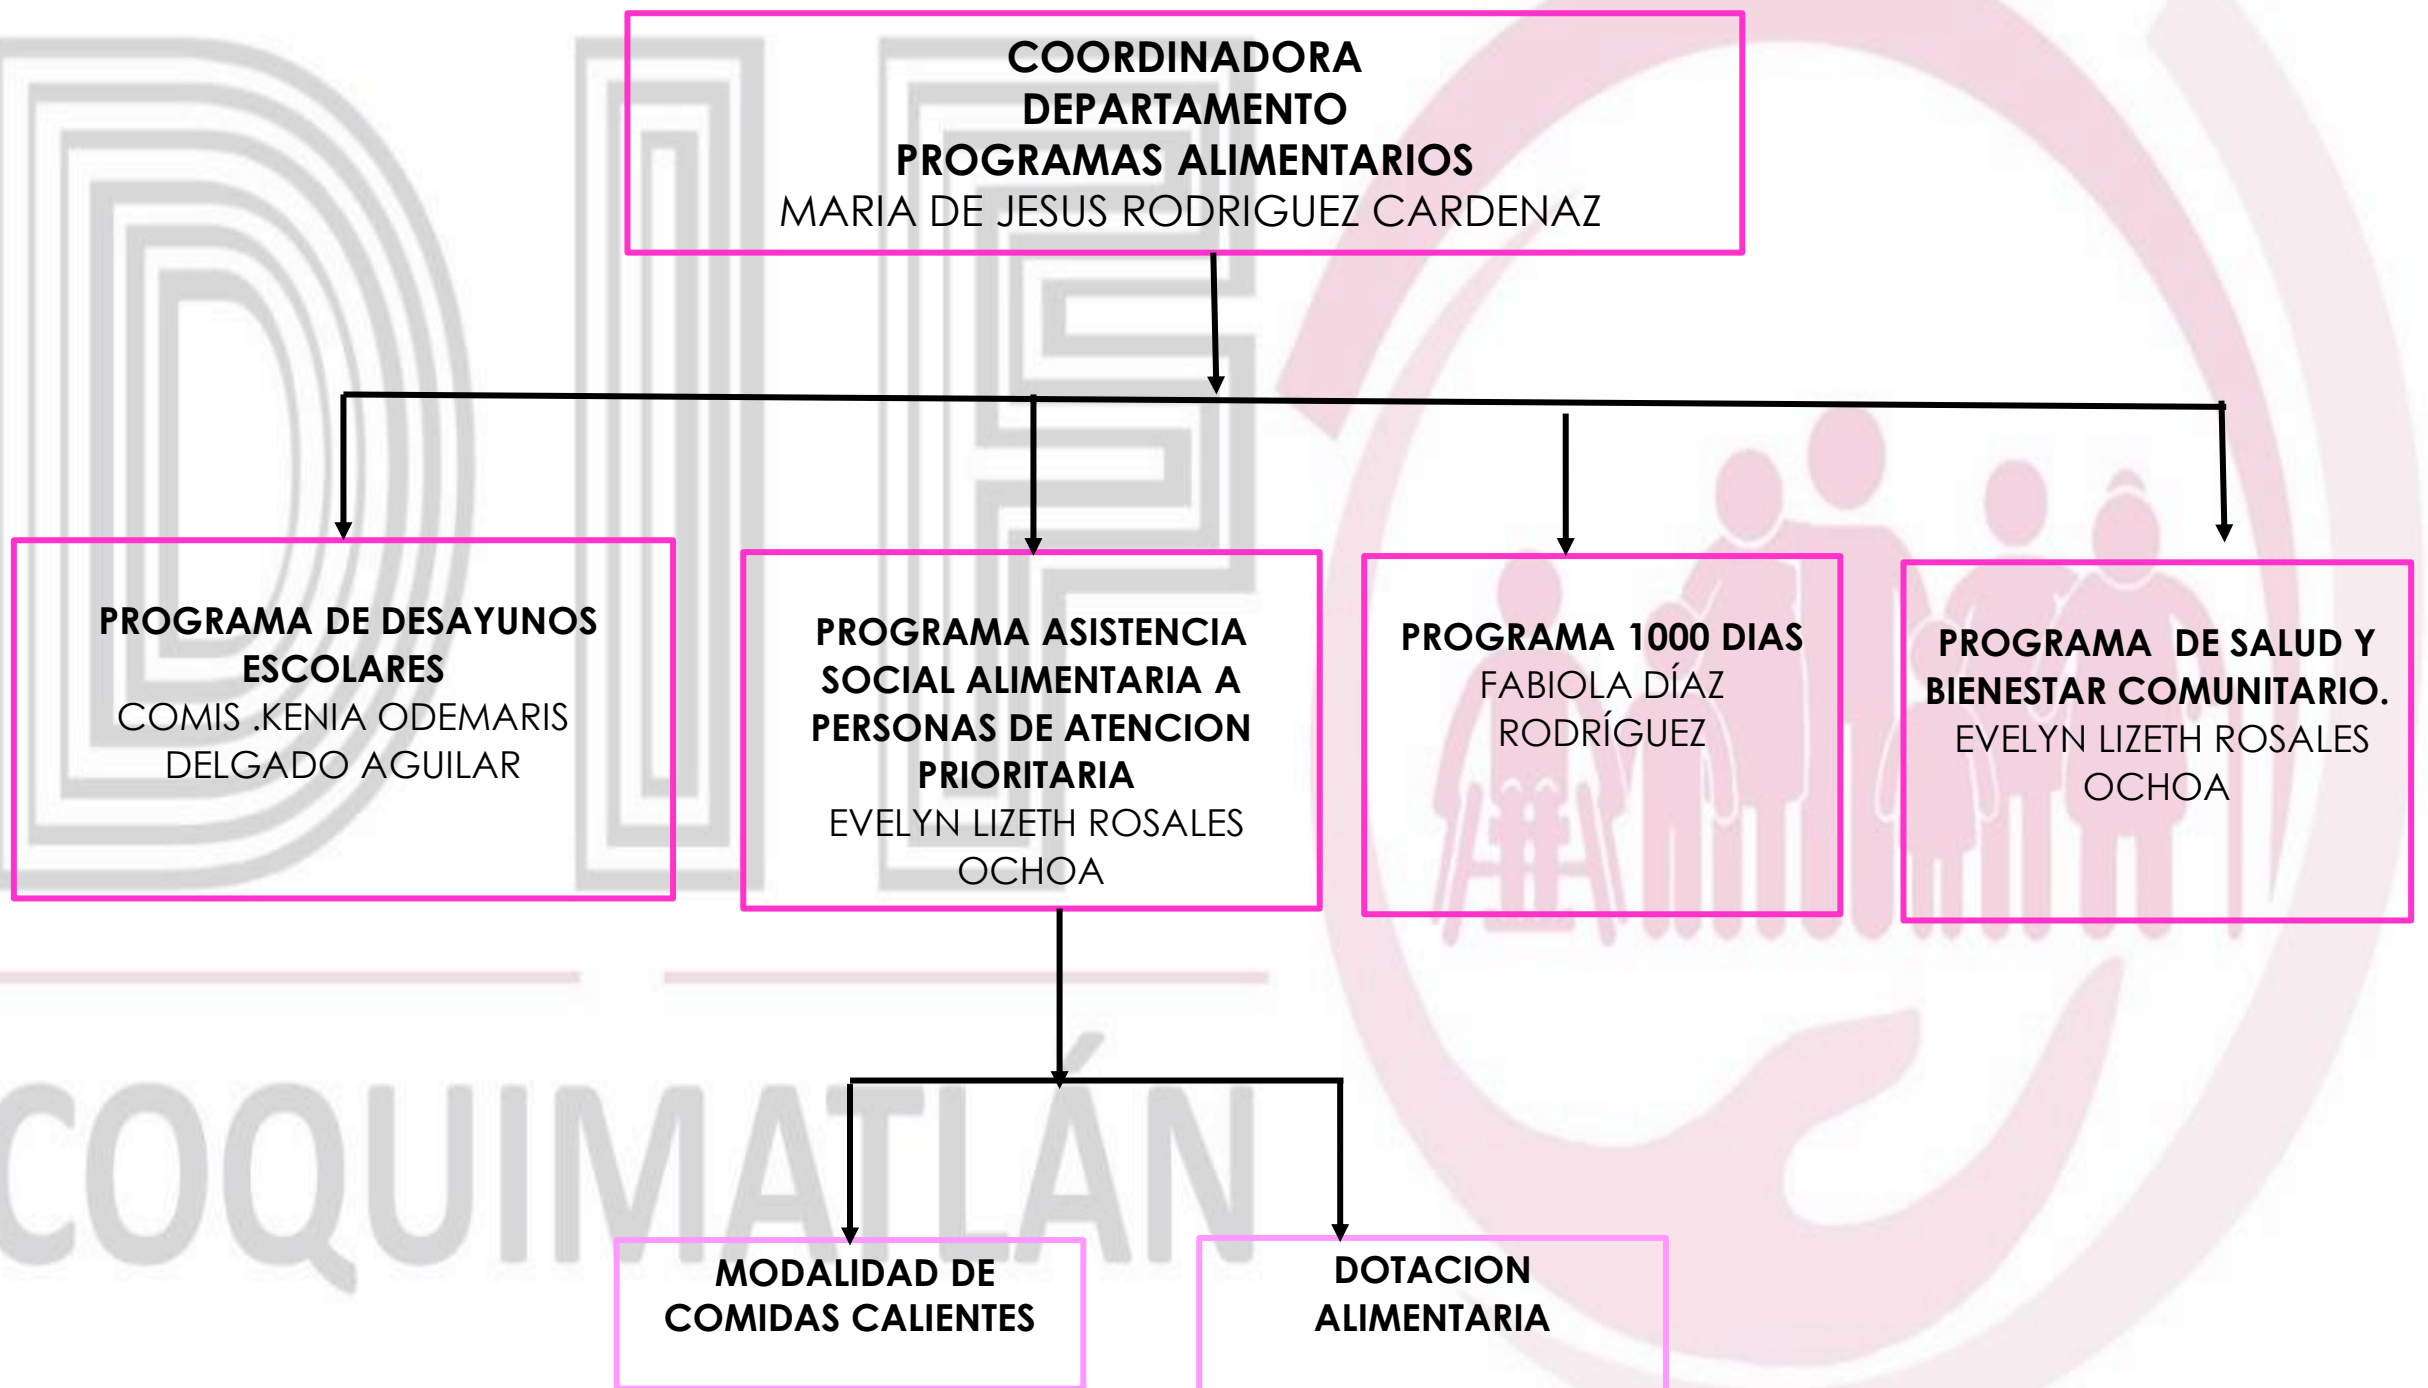 COORDINADORA
DEPARTAMENTO
PROGRAMAS ALIMENTARIOS
MARIA DE JESUS RODRIGUEZ CARDENAZ
PROGRAMA DE DESAYUNOS
ESCOLARES
COMIS .KENIA ODEMARIS
DELGADO AGUILAR
PROGRAMA ASISTENCIA
SOCIAL ALIMENTARIA A
PERSONAS DE ATENCION
PRIORITARIA
EVELYN LIZETH ROSALES
OCHOA
PROGRAMA 1000 DIAS
FABIOLA DÍAZ
RODRÍGUEZ
PROGRAMA  DE SALUD Y
BIENESTAR COMUNITARIO.
EVELYN LIZETH ROSALES
OCHOA
MODALIDAD DE
COMIDAS CALIENTES
DOTACION
ALIMENTARIA
DIF
COQUIMATLÁN